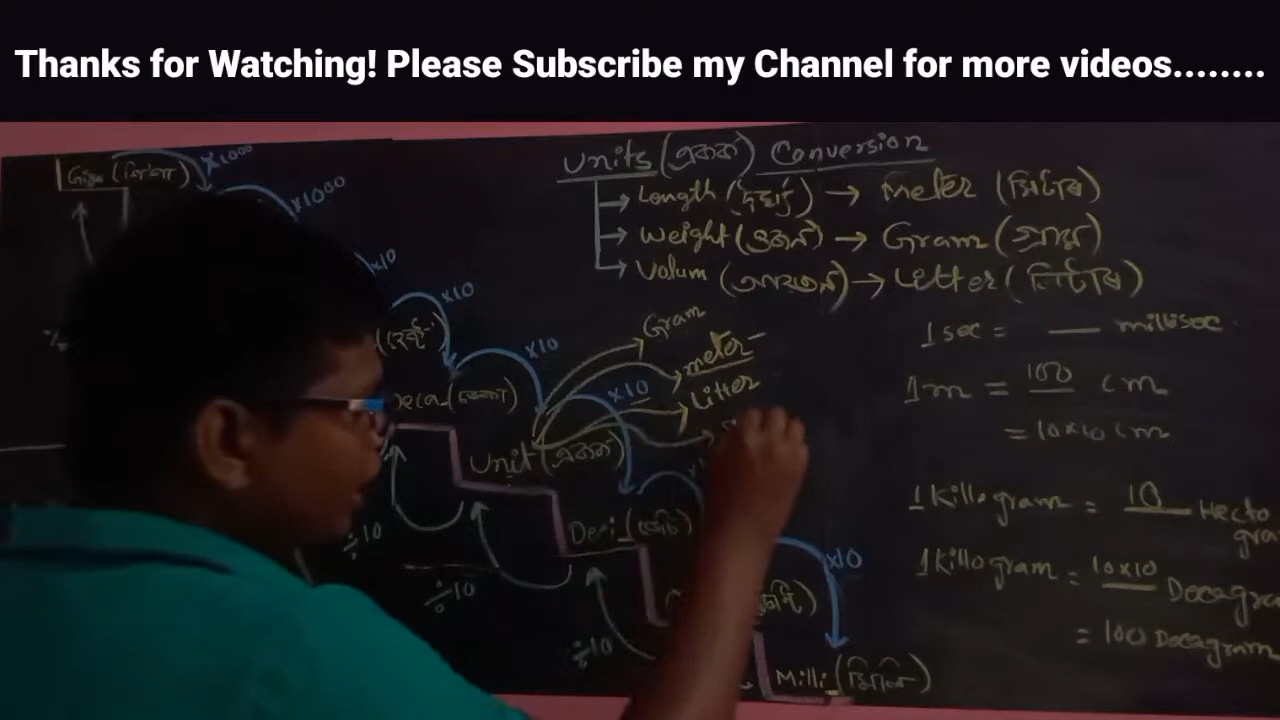 Thanks for Watching! Please Subscribe my Channel for more videos........
Units (একক) Conversion
Length (দৈর্ঘ্য) → meter (মিটার)
Weight (ওজন) → Gram (গ্রাম)
Volum (আয়তন) → Litter (লিটার)
Giga
×1000
×1000
×10
×10
×10
×10
×10
Gram
meter
Litter
Deca (ডেকা)
Unit (একক)
Deci (ডেচি)
Milli (মিলি)
÷10
÷10
÷10
1 sec = — millisec.
1m = 100 cm
= 10×10 cm
1 Killogram = 10 Hecto
1 Killogram = 10×10
= 100 Decagram